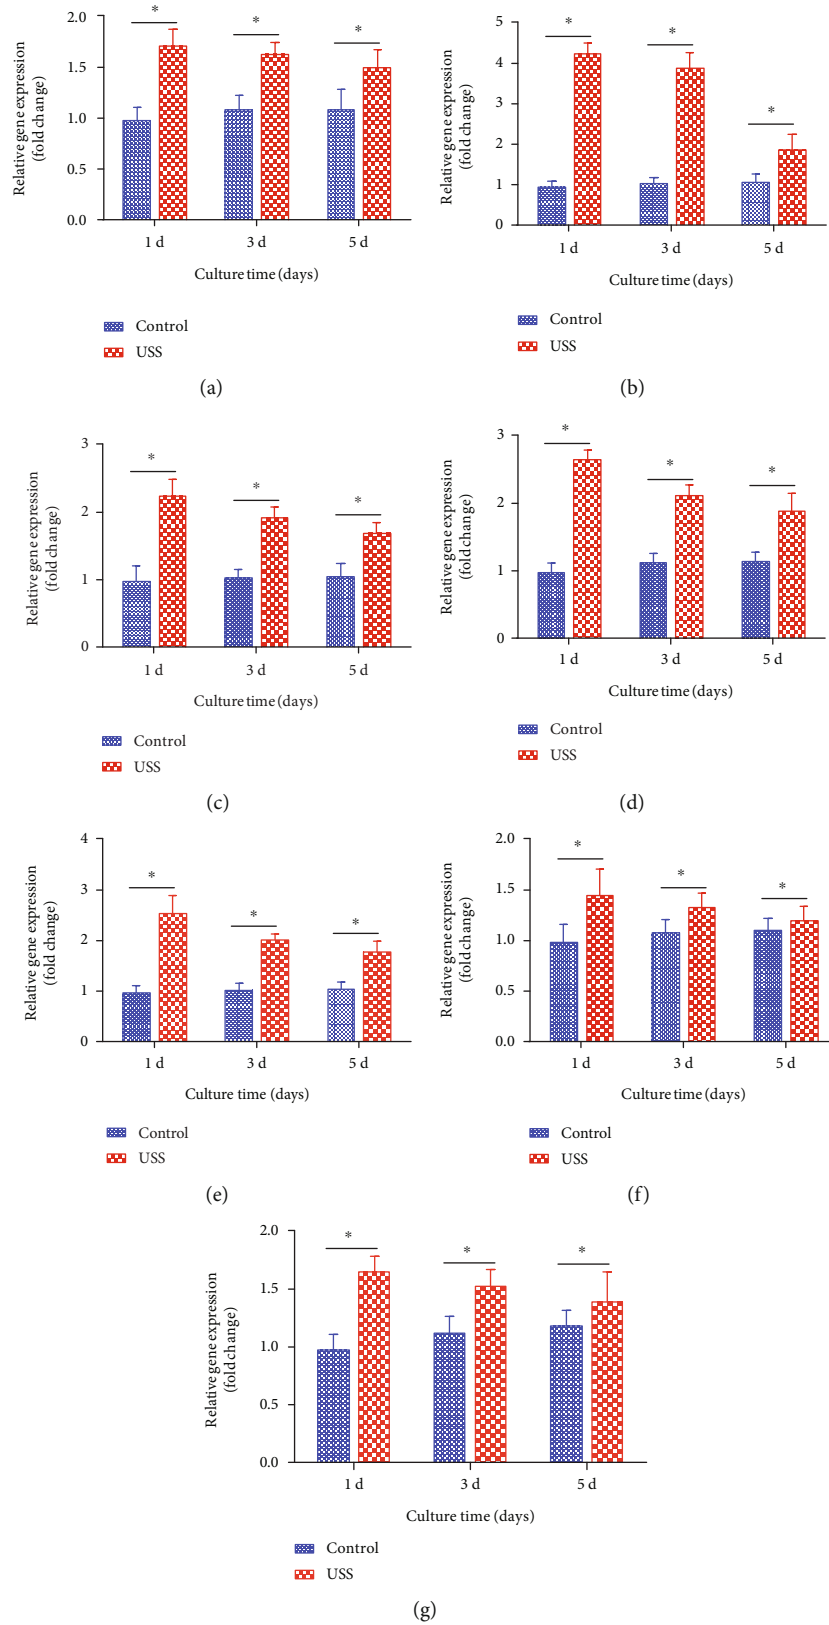 Relative gene expression
(fold change)
2.0
1.5
1.0
0.5
0.0
*
*
*
1 d
3 d
5 d
Culture time (days)
Control
USS
(a)
Relative gene expression
(fold change)
5
4
3
2
1
0
*
*
*
1 d
3 d
5 d
Culture time (days)
Control
USS
(b)
Relative gene expression
(fold change)
3
2
1
0
*
*
*
1 d
3 d
5 d
Culture time (days)
Control
USS
(c)
Relative gene expression
(fold change)
3
2
1
0
*
*
*
1 d
3 d
5 d
Culture time (days)
Control
USS
(d)
Relative gene expression
(fold change)
4
3
2
1
0
*
*
*
1 d
3 d
5 d
Culture time (days)
Control
USS
(e)
Relative gene expression
(fold change)
2.0
1.5
1.0
0.5
0.0
*
*
*
1 d
3 d
5 d
Culture time (days)
Control
USS
(f)
Relative gene expression
(fold change)
2.0
1.5
1.0
0.5
0.0
*
*
*
1 d
3 d
5 d
Culture time (days)
Control
USS
(g)